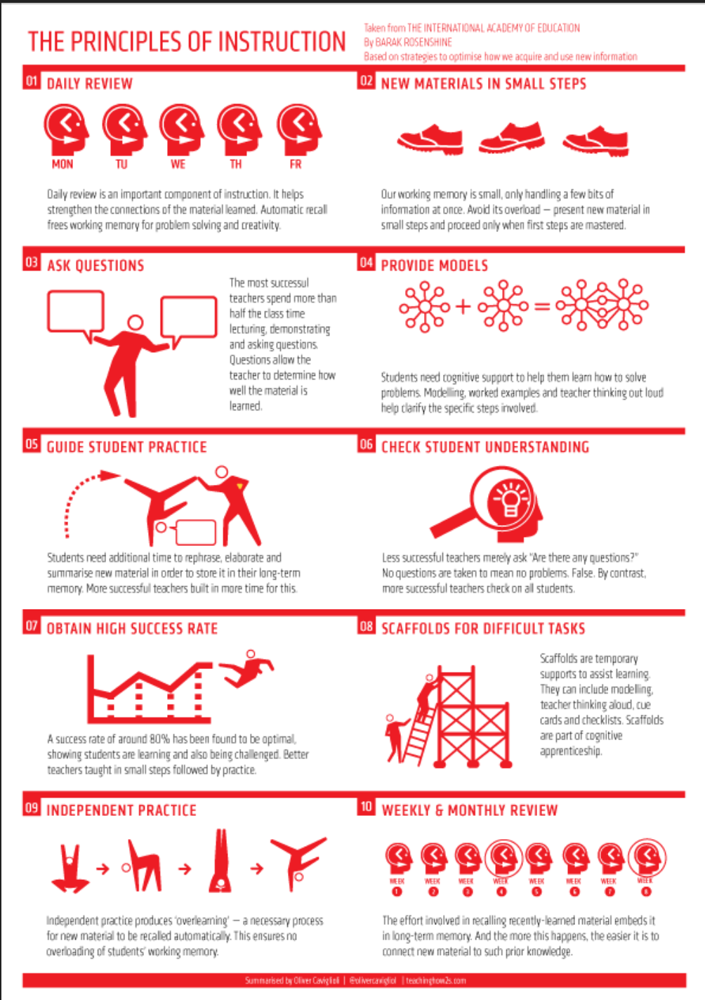 THE PRINCIPLES OF INSTRUCTION
Taken from THE INTERNATIONAL ACADEMY OF EDUCATION
By BARAK ROSENSHINE
Based on strategies to optimise how we acquire and use new information
01 DAILY REVIEW
MON TU WE TH FR
Daily review is an important component of instruction. It helps
strengthen the connections of the material learned. Automatic recall
frees working memory for problem solving and creativity.
02 NEW MATERIALS IN SMALL STEPS
Our working memory is small, only handling a few bits of
information at once. Avoid its overload — present new material in
small steps and proceed only when first steps are mastered.
03 ASK QUESTIONS
The most successul
teachers spend more than
half the class time
lecturing, demonstrating
and asking questions.
Questions allow the
teacher to determine how
well the material is
learned.
04 PROVIDE MODELS
Students need cognitive support to help them learn how to solve
problems. Modelling, worked examples and teacher thinking out loud
help clarify the specific steps involved.
05 GUIDE STUDENT PRACTICE
Students need additional time to rephrase, elaborate and
summarise new material in order to store it in their long-term
memory. More successful teachers built in more time for this.
06 CHECK STUDENT UNDERSTANDING
Less successful teachers merely ask "Are there any questions?"
No questions are taken to mean no problems. False. By contrast,
more successful teachers check on all students.
07 OBTAIN HIGH SUCCESS RATE
A success rate of around 80% has been found to be optimal,
showing students are learning and also being challenged. Better
teachers taught in small steps followed by practice.
08 SCAFFOLDS FOR DIFFICULT TASKS
Scaffolds are temporary
supports to assist learning.
They can include modelling,
teacher thinking aloud, cue
cards and checklists. Scaffolds
are part of cognitive
apprenticeship.
09 INDEPENDENT PRACTICE
Independent practice produces 'overlearning' — a necessary process
for new material to be recalled automatically. This ensures no
overloading of students' working memory.
10 WEEKLY & MONTHLY REVIEW
WEEK WEEK WEEK WEEK WEEK WEEK WEEK WEEK
1 2 3 4 5 6 7 8
The effort involved in recalling recently-learned material embeds it
in long-term memory. And the more this happens, the easier it is to
connect new material to such prior knowledge.
Summarised by Oliver Caviglioli | @olivercavigliol | teachinghow2s.com